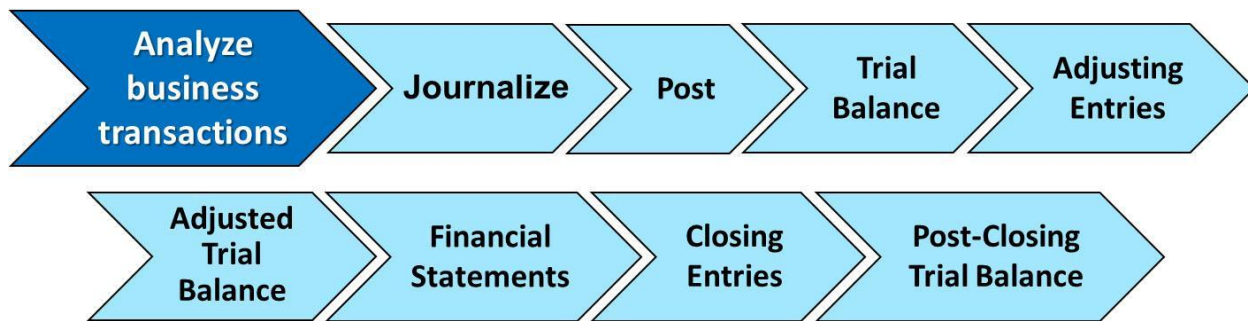 Analyze
business
transactions
Journalize
Post
Trial
Balance
Adjusting
Entries
Adjusted
Trial
Balance
Financial
Statements
Closing
Entries
Post-Closing
Trial Balance